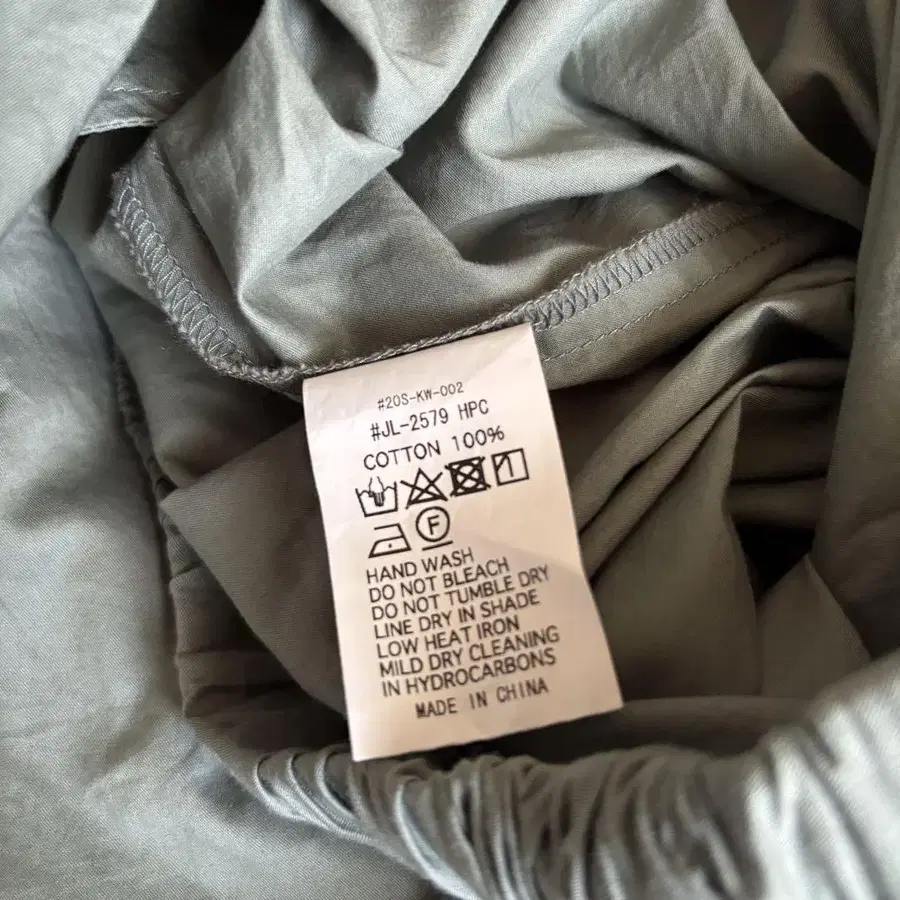 #20S-KW-002
#JL-2579 HPC
COTTON 100%
F
HAND WASH
DO NOT BLEACH
DO NOT TUMBLE DRY
LINE DRY IN SHADE
LOW HEAT IRON
MILD DRY CLEANING
IN HYDROCARBONS
MADE IN CHINA